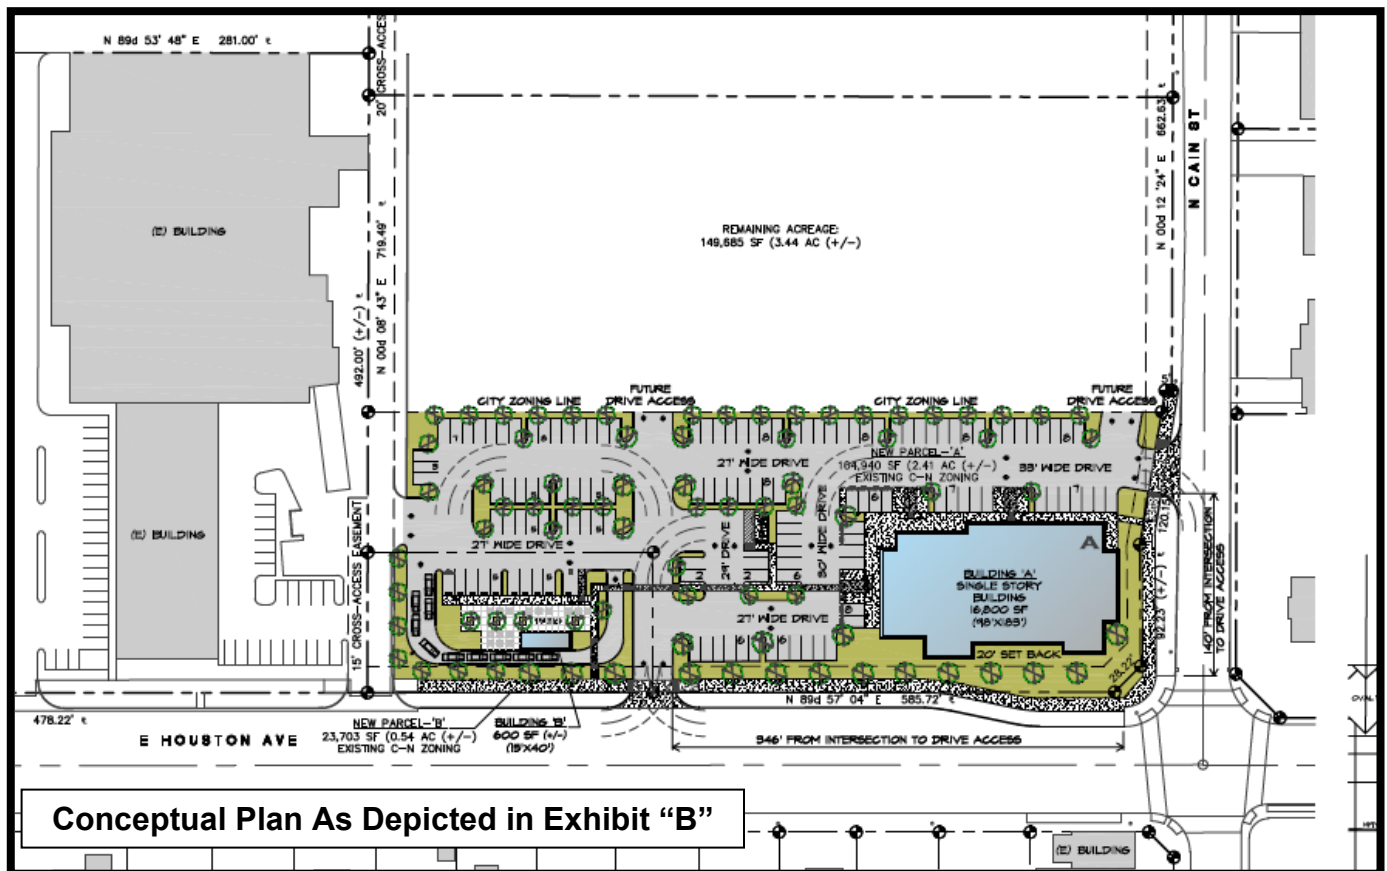 N 89d 53' 48" E 281.00'
20' CROSS-ACCESS
N 00d 12' 24" E 662.63'
N CAIN ST
(E) BUILDING
REMAINING ACREAGE:
149,685 SF (3.44 AC (+/-)
492.00' (+/-)
N 00d 08' 43" E 719.49'
CITY ZONING LINE
FUTURE
DRIVE ACCESS
CITY ZONING LINE
FUTURE
DRIVE ACCESS
NEW PARCEL-'A'
104,940 SF (2.41 AC (+/-)
EXISTING C-N ZONING
27' WIDE DRIVE
33' WIDE DRIVE
(E) BUILDING
15' CROSS-ACCESS EASEMENT
27' WIDE DRIVE
24' DRIVE
30' WIDE DRIVE
A
BUILDING 'A'
SINGLE STORY
BUILDING
16,800 SF
27' WIDE DRIVE
20' SET BACK
92.23' (+/-)
140' FROM INTERSECTION
TO DRIVE ACCESS
28.22'
N 89d 57' 04" E 585.72'
478.22'
E HOUSTON AVE
NEW PARCEL-'B'
23,703 SF (0.54 AC (+/-)
EXISTING C-N ZONING
BUILDING 'B'
600 SF (+/-)
(15'X40')
346' FROM INTERSECTION TO DRIVE ACCESS
Conceptual Plan As Depicted in Exhibit “B”
(E) BUILDING